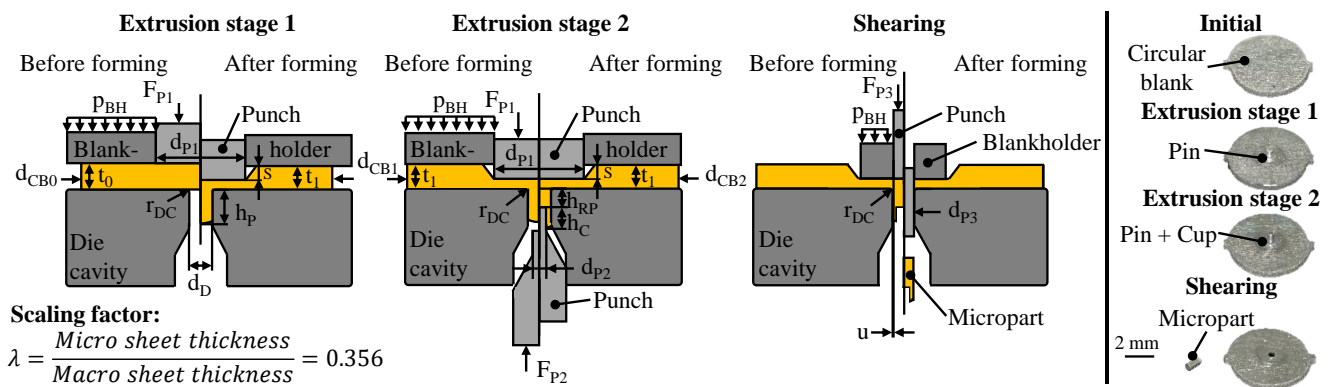 Extrusion stage 1
Before forming
After forming
F_P1
p_BH
Punch
d_P1
Blank-
holder
d_CB0
t_0
s
t_1
r_DC
h_P
Die
cavity
d_D
Scaling factor:
λ = Micro sheet thickness / Macro sheet thickness = 0.356
Extrusion stage 2
Before forming
After forming
F_P1
p_BH
Punch
d_P1
Blank-
holder
d_CB1
t_1
s
t_1
d_CB2
r_DC
h_RP
h_C
Die
cavity
d_P2
Punch
F_P2
Shearing
Before forming
After forming
F_P3
p_BH
Punch
Blankholder
r_DC
d_P3
Die
cavity
Micropart
u
Initial
Circular
blank
Extrusion stage 1
Pin
Extrusion stage 2
Pin + Cup
Shearing
Micropart
2 mm